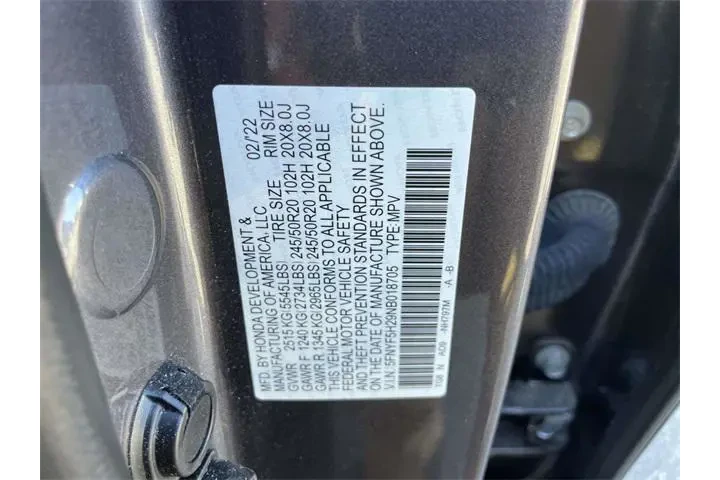 MFD. BY HONDA DEVELOPMENT & 02/'22
MANUFACTURING OF AMERICA, LLC
TIRE SIZE RIM SIZE
GVWR 2515 KG(5545LBS)
GAWR F 1240 KG(2734LBS) 245/50R20 102H 20X8.0J
GAWR R 1345 KG(2965LBS) 245/50R20 102H 20X8.0J
THIS VEHICLE CONFORMS TO ALL APPLICABLE
FEDERAL MOTOR VEHICLE SAFETY
AND THEFT PREVENTION STANDARDS IN EFFECT
ON THE DATE OF MANUFACTURE SHOWN ABOVE.
V.I.N.: 5FNYF5H29NB018705 TYPE:MPV
TG8 N AD9 -NH797M -A -B